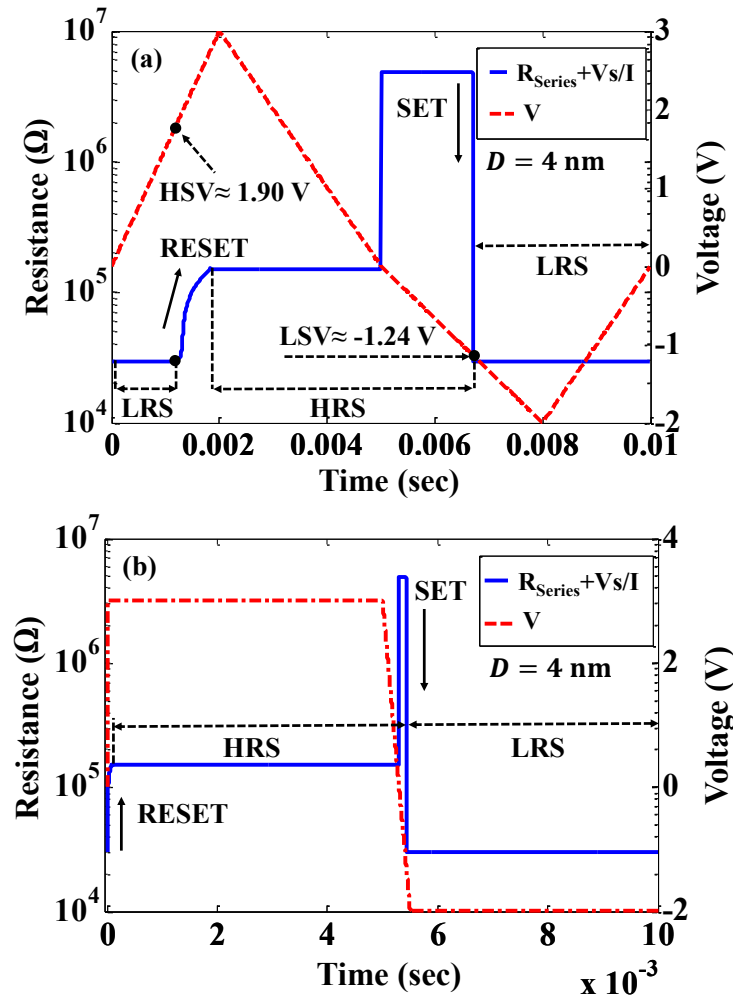 (a)
R_Series+Vs/I
V
D = 4 nm
SET
HSV≈ 1.90 V
RESET
LSV≈ -1.24 V
LRS
HRS
LRS
10^7
10^6
10^5
10^4
Resistance (Ω)
3
2
1
0
-1
-2
Voltage (V)
0 0.002 0.004 0.006 0.008 0.01
Time (sec)
(b)
R_Series+Vs/I
V
D = 4 nm
SET
HRS
LRS
RESET
10^7
10^6
10^5
10^4
Resistance (Ω)
4
2
0
-2
Voltage (V)
0 2 4 6 8 10
Time (sec)
x 10^-3